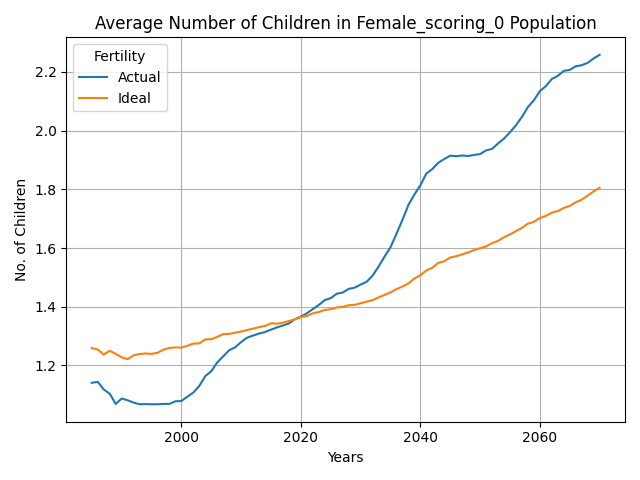 Average Number of Children in Female_scoring_0 Population
Fertility
Actual
Ideal
2.2
2.0
1.8
1.6
1.4
1.2
No. of Children
2000
2020
2040
2060
Years